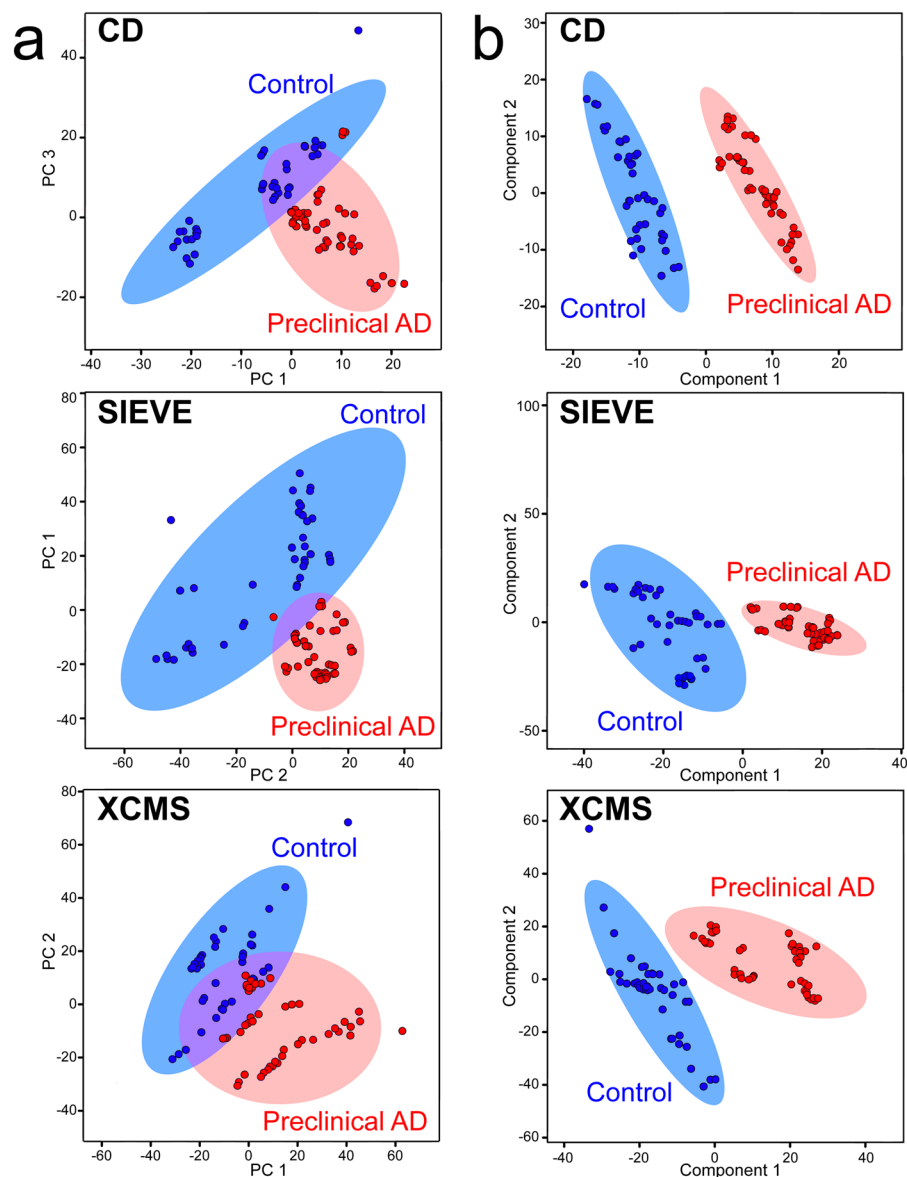 a
CD
Control
Preclinical AD
PC 3
40
20
0
-20
-40 -30 -20 -10 0 10 20
PC 1
b
CD
Control
Preclinical AD
Component 2
30
20
10
0
-10
-20
-20 -10 0 10 20
Component 1
SIEVE
Control
Preclinical AD
PC 1
80
60
40
20
0
-20
-40
-60 -40 -20 0 20 40
PC 2
SIEVE
Preclinical AD
Control
Component 2
100
50
0
-50
-40 -20 0 20 40
Component 1
XCMS
Control
Preclinical AD
PC 2
80
60
40
20
0
-20
-40
-60 -40 -20 0 20 40 60
PC 1
XCMS
Preclinical AD
Control
Component 2
60
40
20
0
-20
-40
-60
-40 -20 0 20 40
Component 1